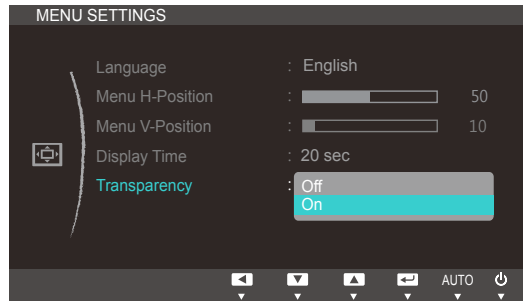 MENU SETTINGS
Language : English
Menu H-Position : 50
Menu V-Position : 10
Display Time : 20 sec
Transparency : Off
On
AUTO